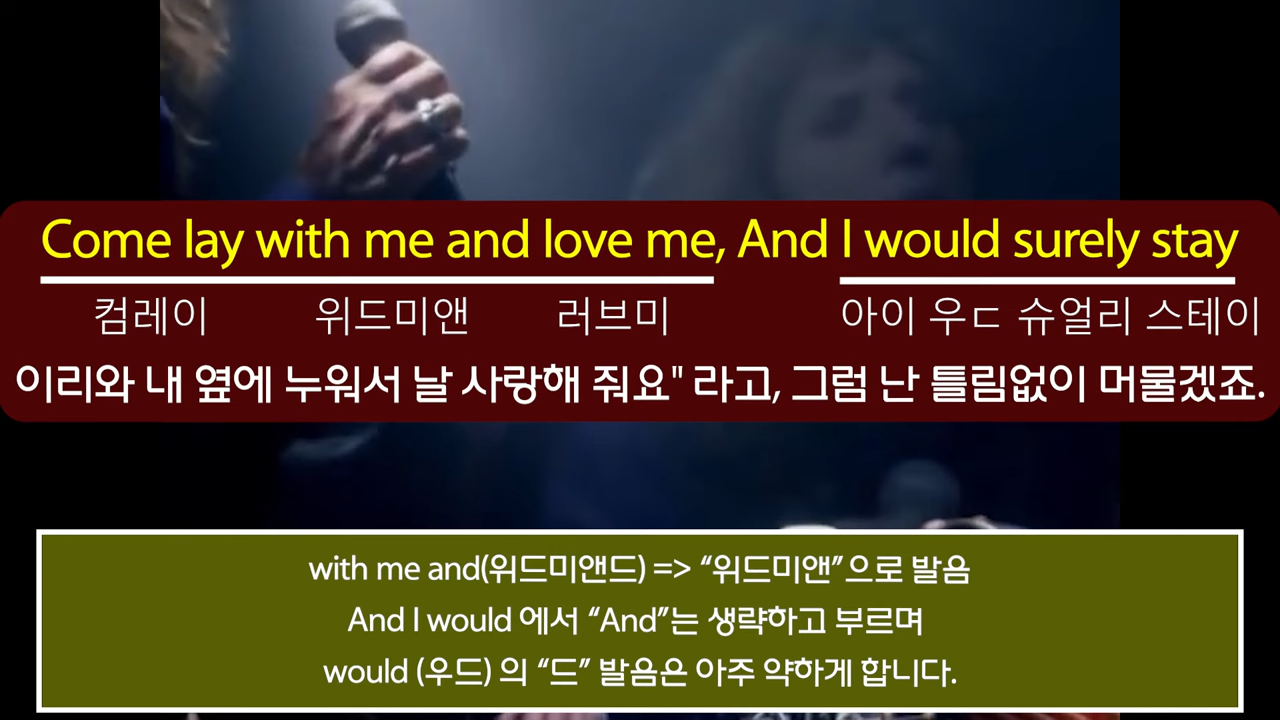 Come lay with me and love me, And I would surely stay
컴레이 위드미앤 러브미 아이 우ㄷ 슈얼리 스테이
이리와 내 옆에 누워서 날 사랑해 줘요" 라고, 그럼 난 틀림없이 머물겠죠.
with me and(위드미앤드) => “위드미앤”으로 발음
And I would 에서 “And”는 생략하고 부르며
would (우드) 의 “드” 발음은 아주 약하게 합니다.